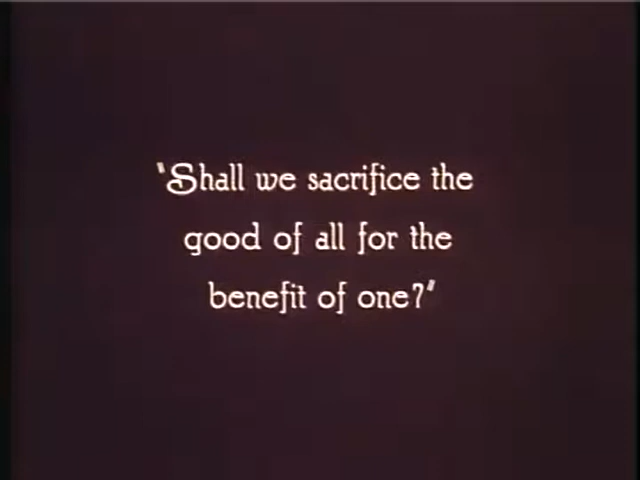 'Shall we sacrifice the
good of all for the
benefit of one?'